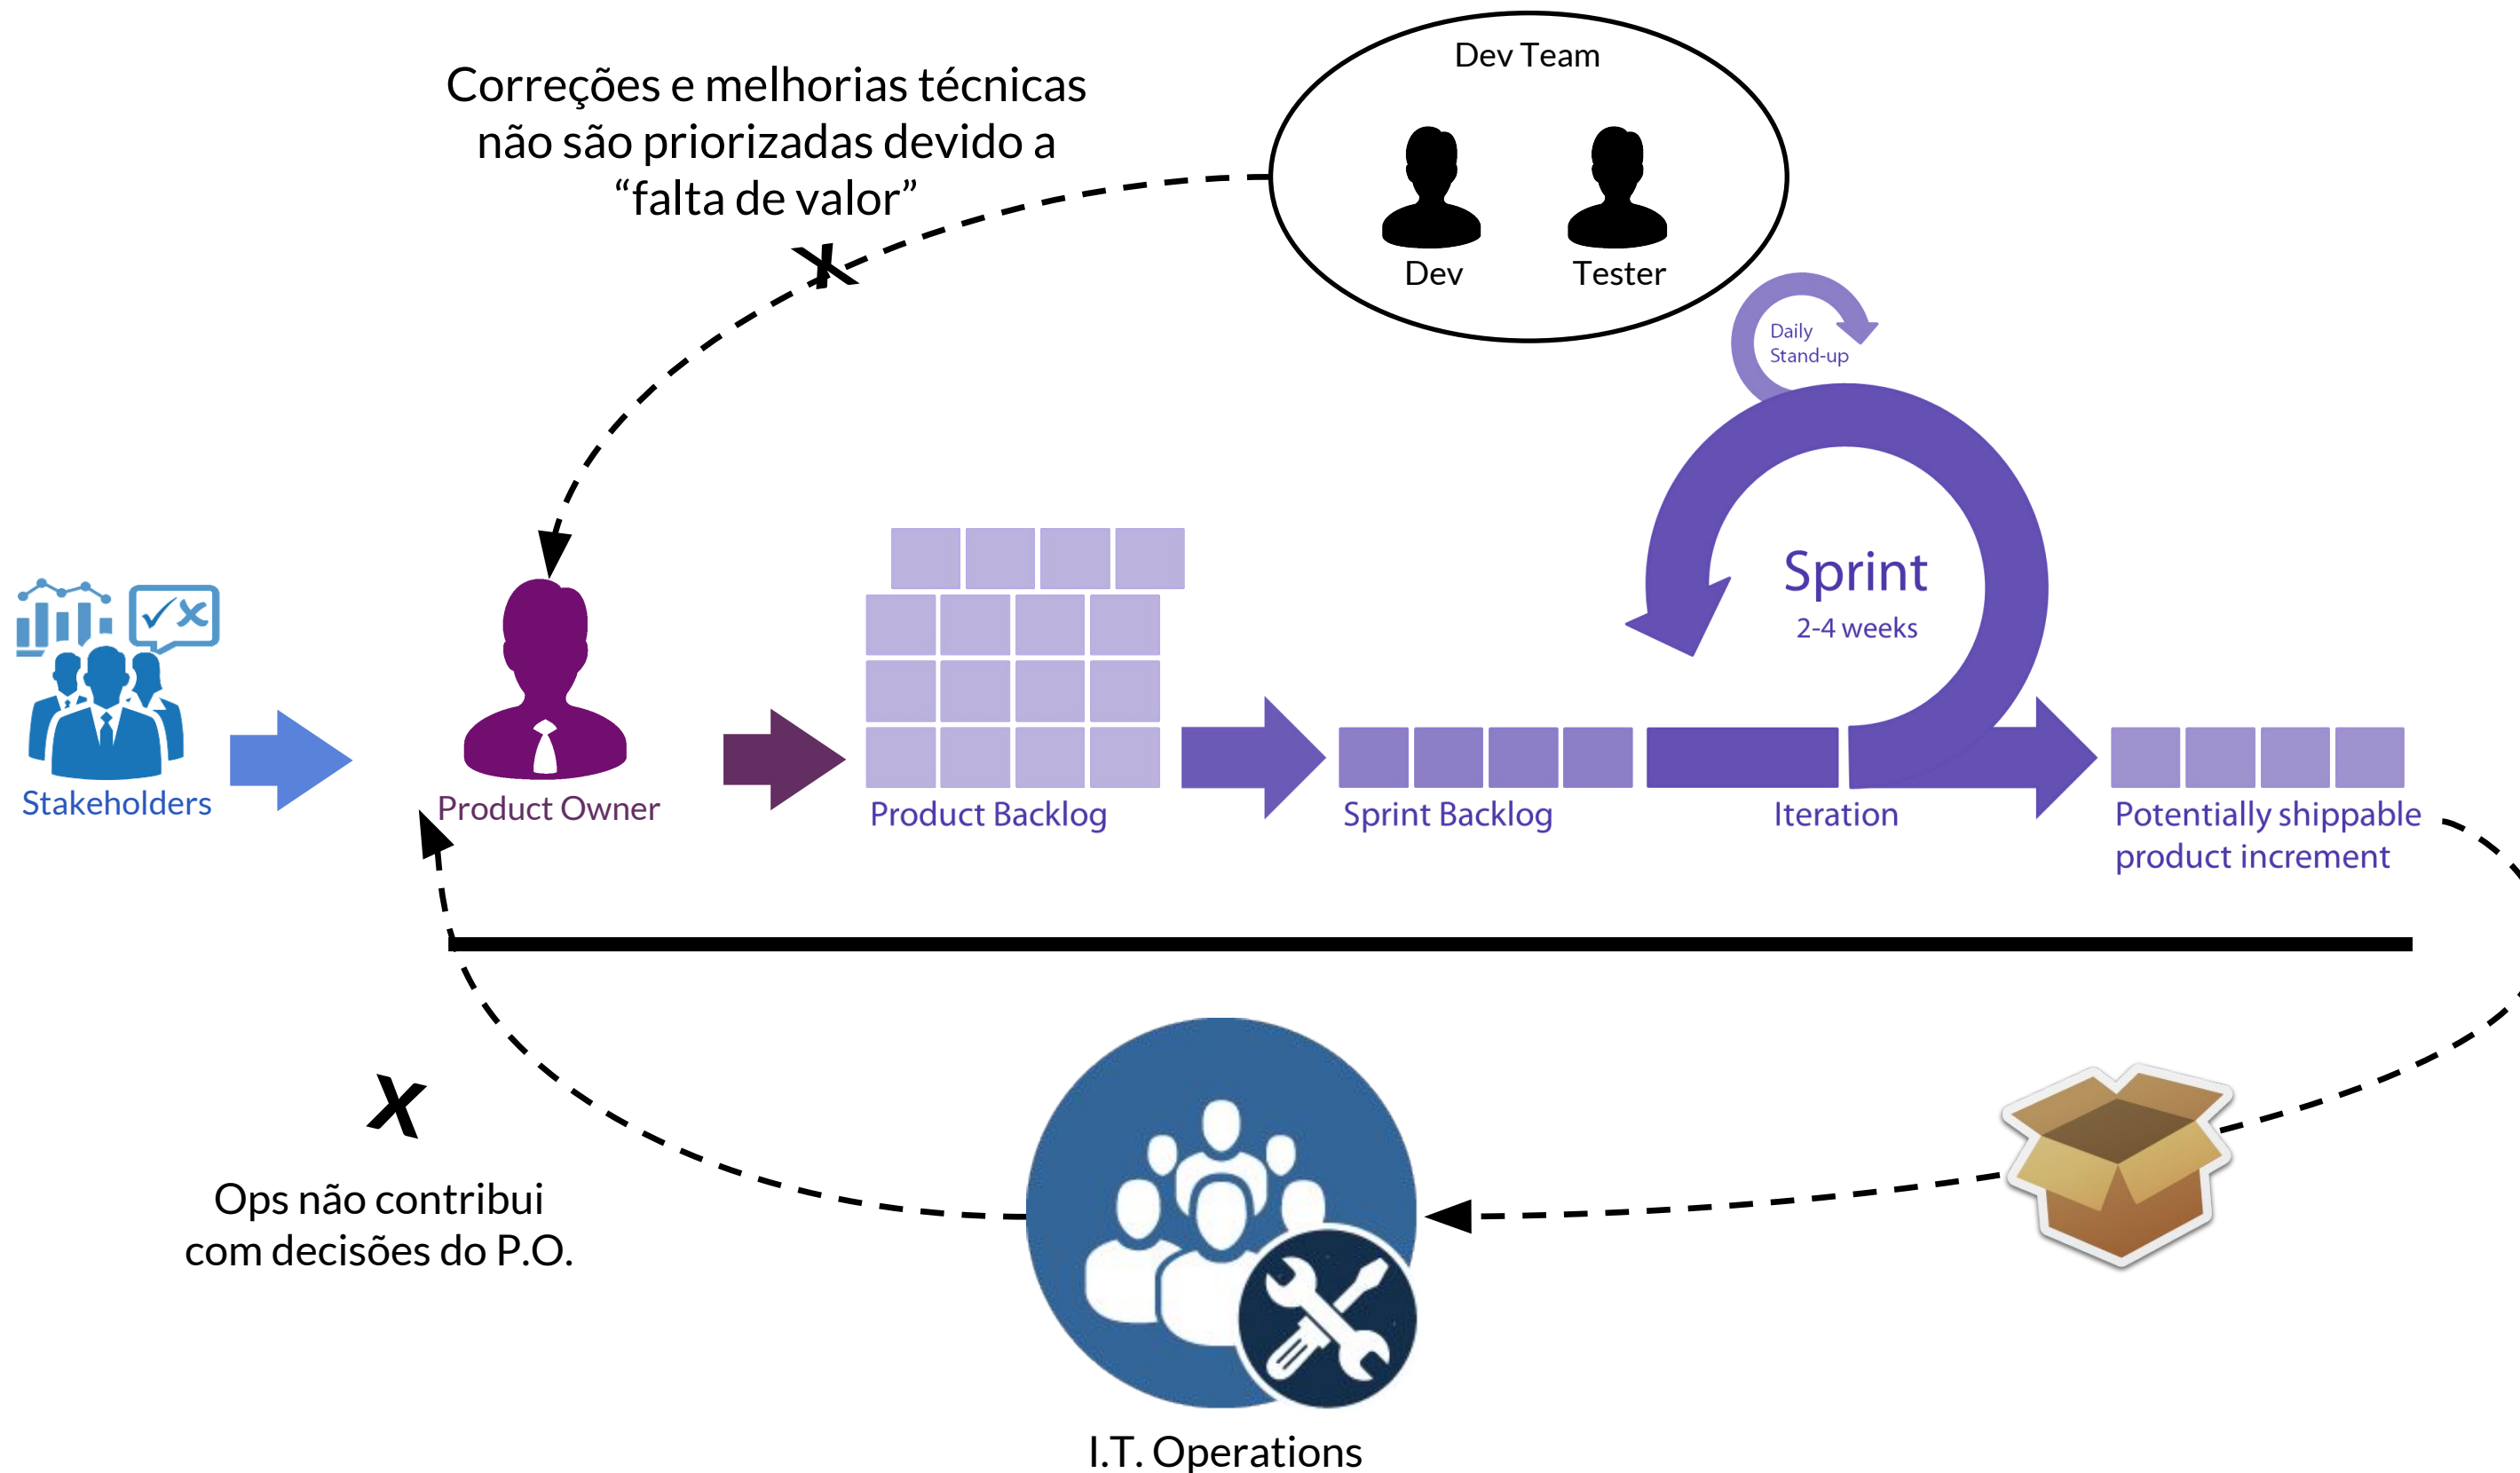 Dev Team
Correções e melhorias técnicas
não são priorizadas devido a
“falta de valor”
X
Dev
Tester
Daily
Stand-up
Sprint
2-4 weeks
Stakeholders
Product Owner
Product Backlog
Sprint Backlog
Iteration
Potentially shippable
product increment
X
Ops não contribui
com decisões do P.O.
I.T. Operations